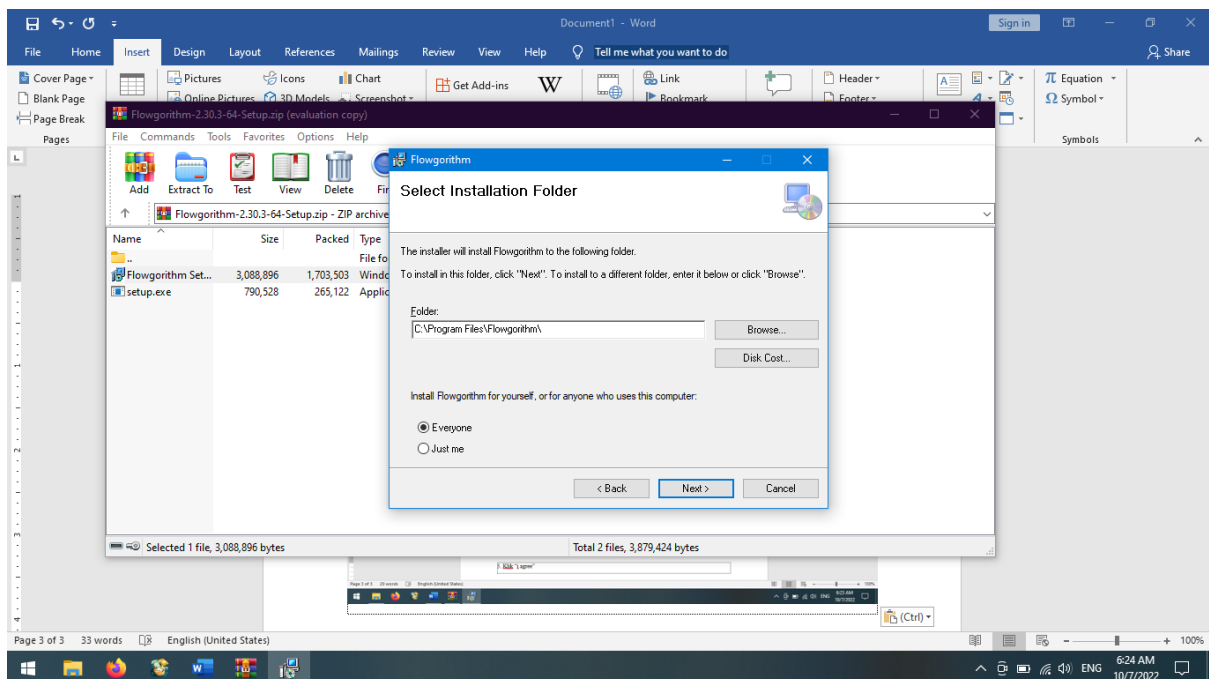 Document1 - Word
Sign in
File Home Insert Design Layout References Mailings Review View Help Tell me what you want to do Share
Cover Page Pictures Icons Chart Get Add-ins W Link Header Equation
Blank Page Online Pictures 3D Models Screenshot Bookmark Footer Symbol
Page Break
Pages Symbols
Flowgorithm-2.30.3-64-Setup.zip (evaluation copy)
File Commands Tools Favorites Options Help
Add Extract To Test View Delete
Flowgorithm-2.30.3-64-Setup.zip - ZIP archive
Name Size Packed Type
..
Flowgorithm Set... 3,088,896 1,703,503
setup.exe 790,528 265,122
Selected 1 file, 3,088,896 bytes Total 2 files, 3,879,424 bytes
Flowgorithm
Select Installation Folder
The installer will install Flowgorithm to the following folder.
To install in this folder, click "Next". To install to a different folder, enter it below or click "Browse".
Folder:
C:\Program Files\Flowgorithm\ Browse...
Disk Cost...
Install Flowgorithm for yourself, or for anyone who uses this computer:
Everyone
Just me
< Back Next > Cancel
5. Klik "i agree"
(Ctrl)
Page 3 of 3 33 words English (United States) 100%
6:24 AM
ENG
10/7/2022